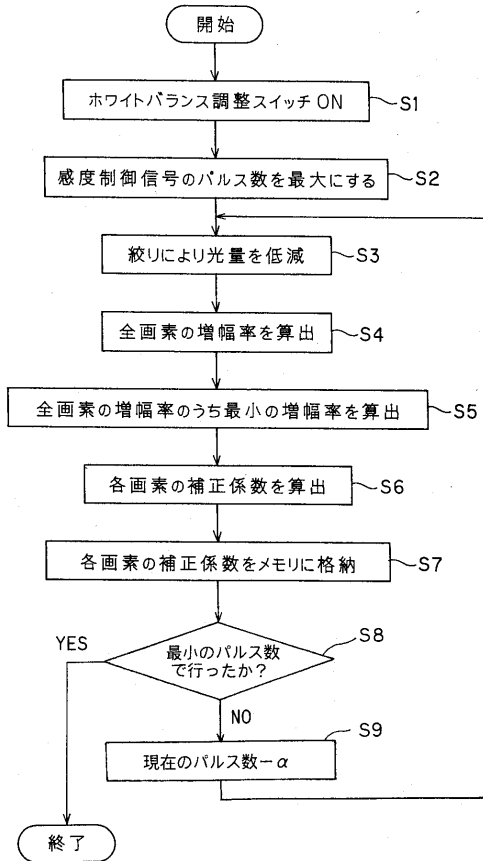 開始
ホワイトバランス調整スイッチON
S1
感度制御信号のパルス数を最大にする
S2
絞りにより光量を低減
S3
全画素の増幅率を算出
S4
全画素の増幅率のうち最小の増幅率を算出
S5
各画素の補正係数を算出
S6
各画素の補正係数をメモリに格納
S7
最小のパルス数
で行ったか?
S8
YES
NO
現在のパルス数-α
S9
終了